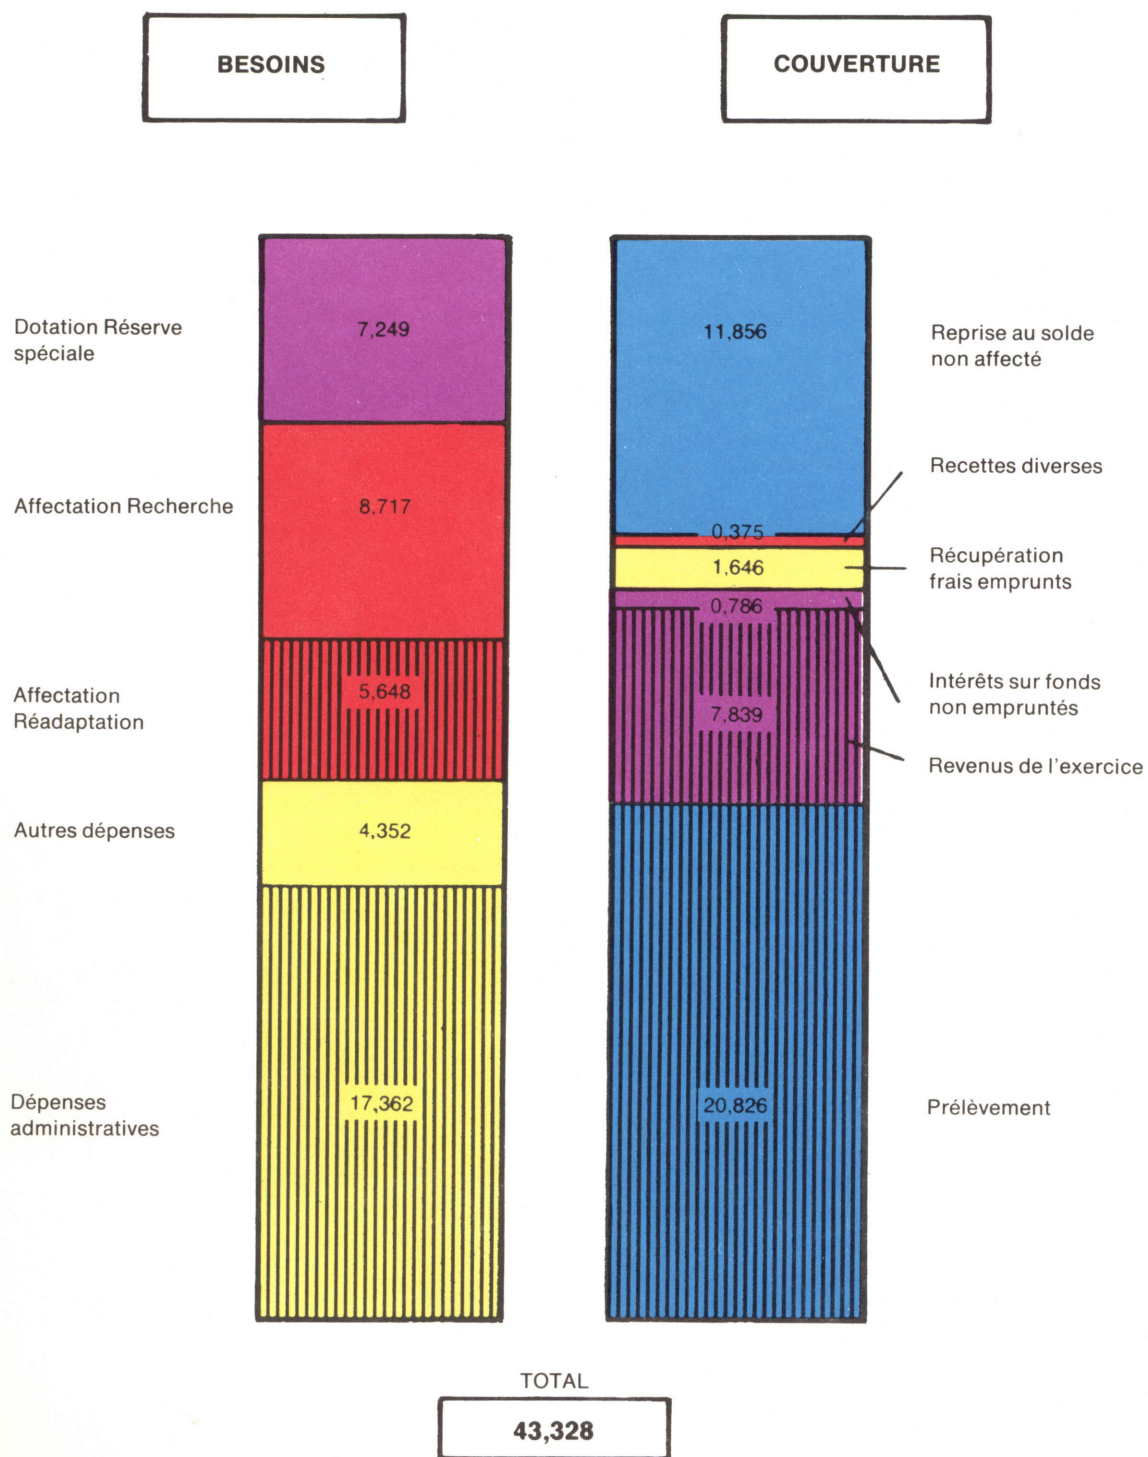 BESOINS
COUVERTURE
Dotation Réserve
spéciale
7,249
11,856
Reprise au solde
non affecté
Affectation Recherche
8,717
Recettes diverses
0,375
1,646
Récupération
frais emprunts
0,786
Affectation
Réadaptation
5,648
Intérêts sur fonds
non empruntés
7,839
Revenus de l'exercice
Autres dépenses
4,352
Dépenses
administratives
17,362
20,826
Prélèvement
TOTAL
43,328